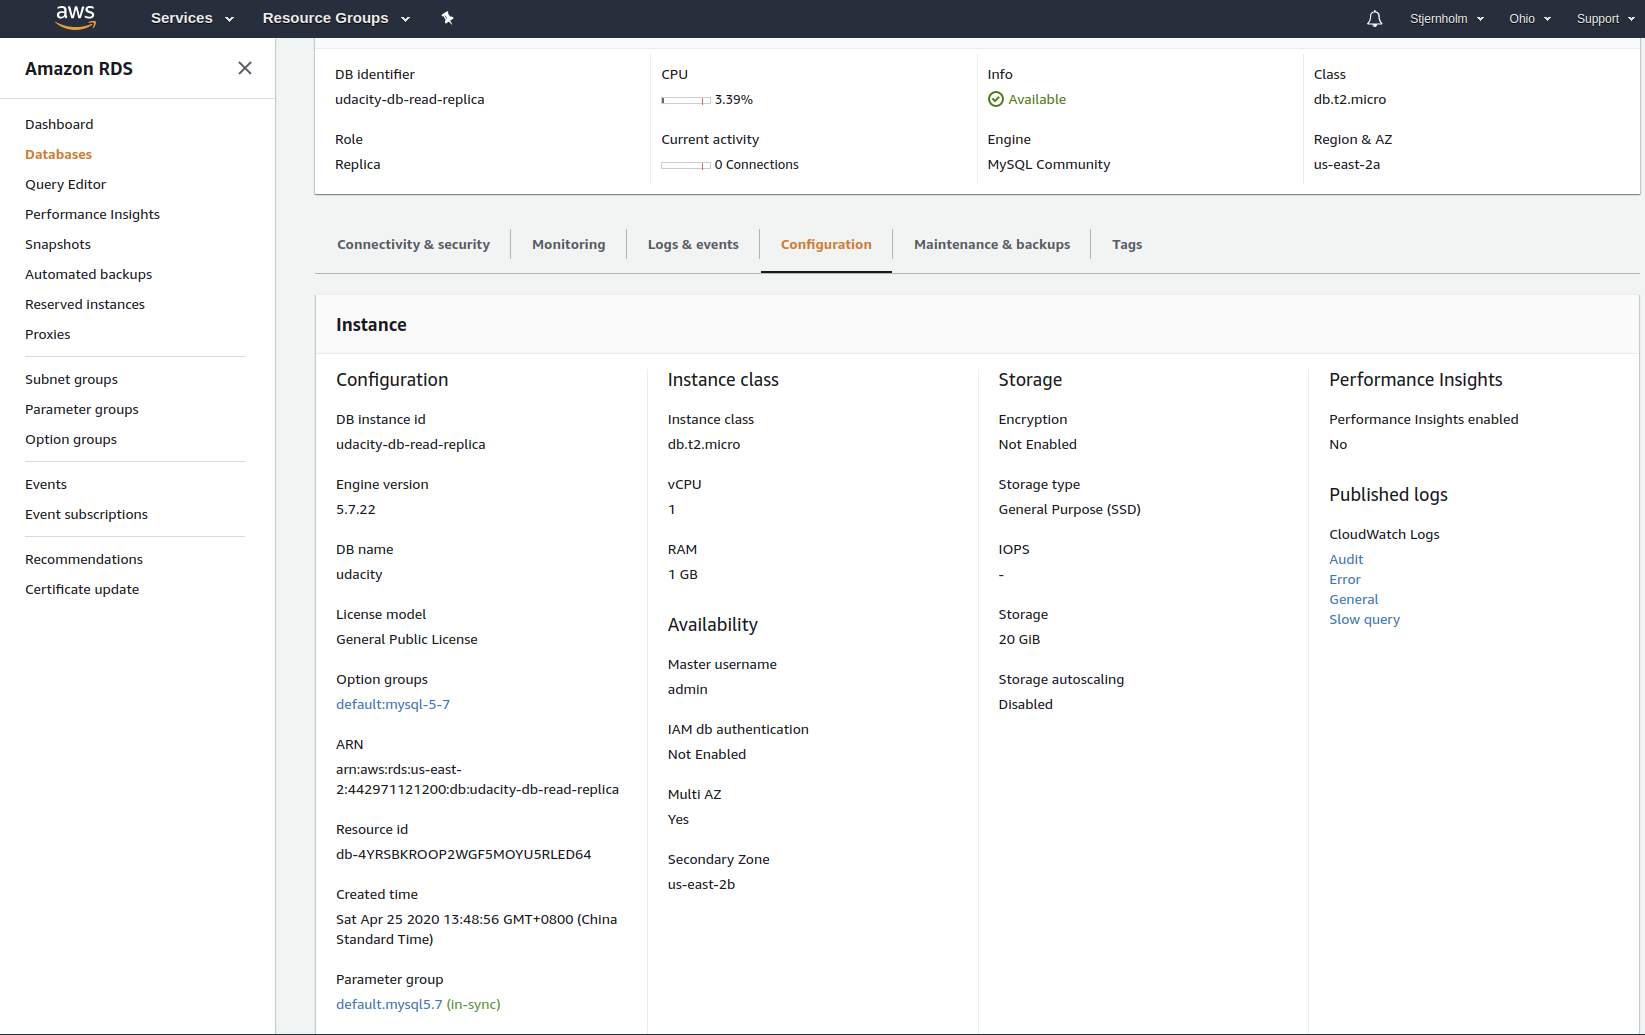 aws
Services
Resource Groups
Stjernholm
Ohio
Support
Amazon RDS
Dashboard
Databases
Query Editor
Performance Insights
Snapshots
Automated backups
Reserved instances
Proxies
Subnet groups
Parameter groups
Option groups
Events
Event subscriptions
Recommendations
Certificate update
DB identifier
udacity-db-read-replica
Role
Replica
CPU
3.39%
Current activity
0 Connections
Info
Available
Engine
MySQL Community
Class
db.t2.micro
Region & AZ
us-east-2a
Connectivity & security
Monitoring
Logs & events
Configuration
Maintenance & backups
Tags
Instance
Configuration
DB instance id
udacity-db-read-replica
Engine version
5.7.22
DB name
udacity
License model
General Public License
Option groups
default:mysql-5-7
ARN
arn:aws:rds:us-east-
2:442971121200:db:udacity-db-read-replica
Resource id
db-4YRSBKROOP2WGF5MOYU5RLED64
Created time
Sat Apr 25 2020 13:48:56 GMT+0800 (China
Standard Time)
Parameter group
default.mysql5.7 (in-sync)
Instance class
Instance class
db.t2.micro
vCPU
1
RAM
1 GB
Availability
Master username
admin
IAM db authentication
Not Enabled
Multi AZ
Yes
Secondary Zone
us-east-2b
Storage
Encryption
Not Enabled
Storage type
General Purpose (SSD)
IOPS
-
Storage
20 GiB
Storage autoscaling
Disabled
Performance Insights
Performance Insights enabled
No
Published logs
CloudWatch Logs
Audit
Error
General
Slow query